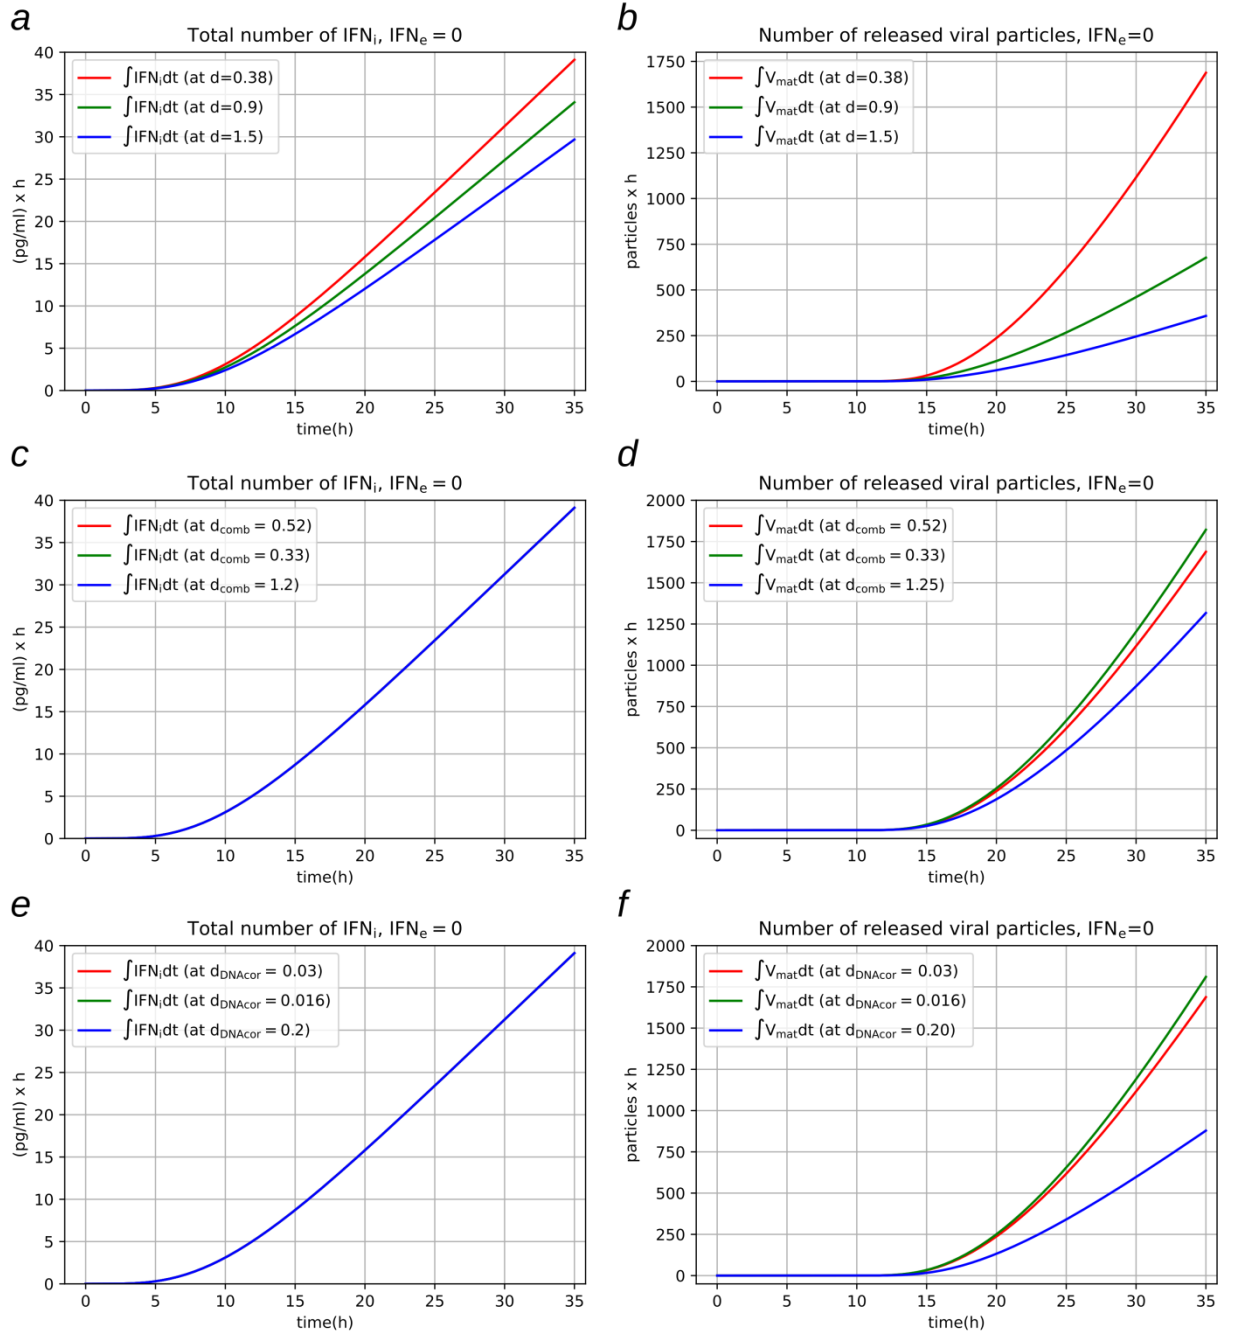 a
Total number of IFNi, IFNe = 0
(pg/ml) x h
40
35
30
25
20
15
10
5
0
∫IFNidt (at d=0.38)
∫IFNidt (at d=0.9)
∫IFNidt (at d=1.5)
0 5 10 15 20 25 30 35
time(h)
b
Number of released viral particles, IFNe=0
particles x h
1750
1500
1250
1000
750
500
250
0
∫Vmatdt (at d=0.38)
∫Vmatdt (at d=0.9)
∫Vmatdt (at d=1.5)
0 5 10 15 20 25 30 35
time(h)
c
Total number of IFNi, IFNe = 0
(pg/ml) x h
40
35
30
25
20
15
10
5
0
∫IFNidt (at dcomb = 0.52)
∫IFNidt (at dcomb = 0.33)
∫IFNidt (at dcomb = 1.2)
0 5 10 15 20 25 30 35
time(h)
d
Number of released viral particles, IFNe=0
particles x h
2000
1750
1500
1250
1000
750
500
250
0
∫Vmatdt (at dcomb = 0.52)
∫Vmatdt (at dcomb = 0.33)
∫Vmatdt (at dcomb = 1.25)
0 5 10 15 20 25 30 35
time(h)
e
Total number of IFNi, IFNe = 0
(pg/ml) x h
40
35
30
25
20
15
10
5
0
∫IFNidt (at dDNAcor = 0.03)
∫IFNidt (at dDNAcor = 0.016)
∫IFNidt (at dDNAcor = 0.2)
0 5 10 15 20 25 30 35
time(h)
f
Number of released viral particles, IFNe=0
particles x h
2000
1750
1500
1250
1000
750
500
250
0
∫Vmatdt (at dDNAcor = 0.03)
∫Vmatdt (at dDNAcor = 0.016)
∫Vmatdt (at dDNAcor = 0.20)
0 5 10 15 20 25 30 35
time(h)